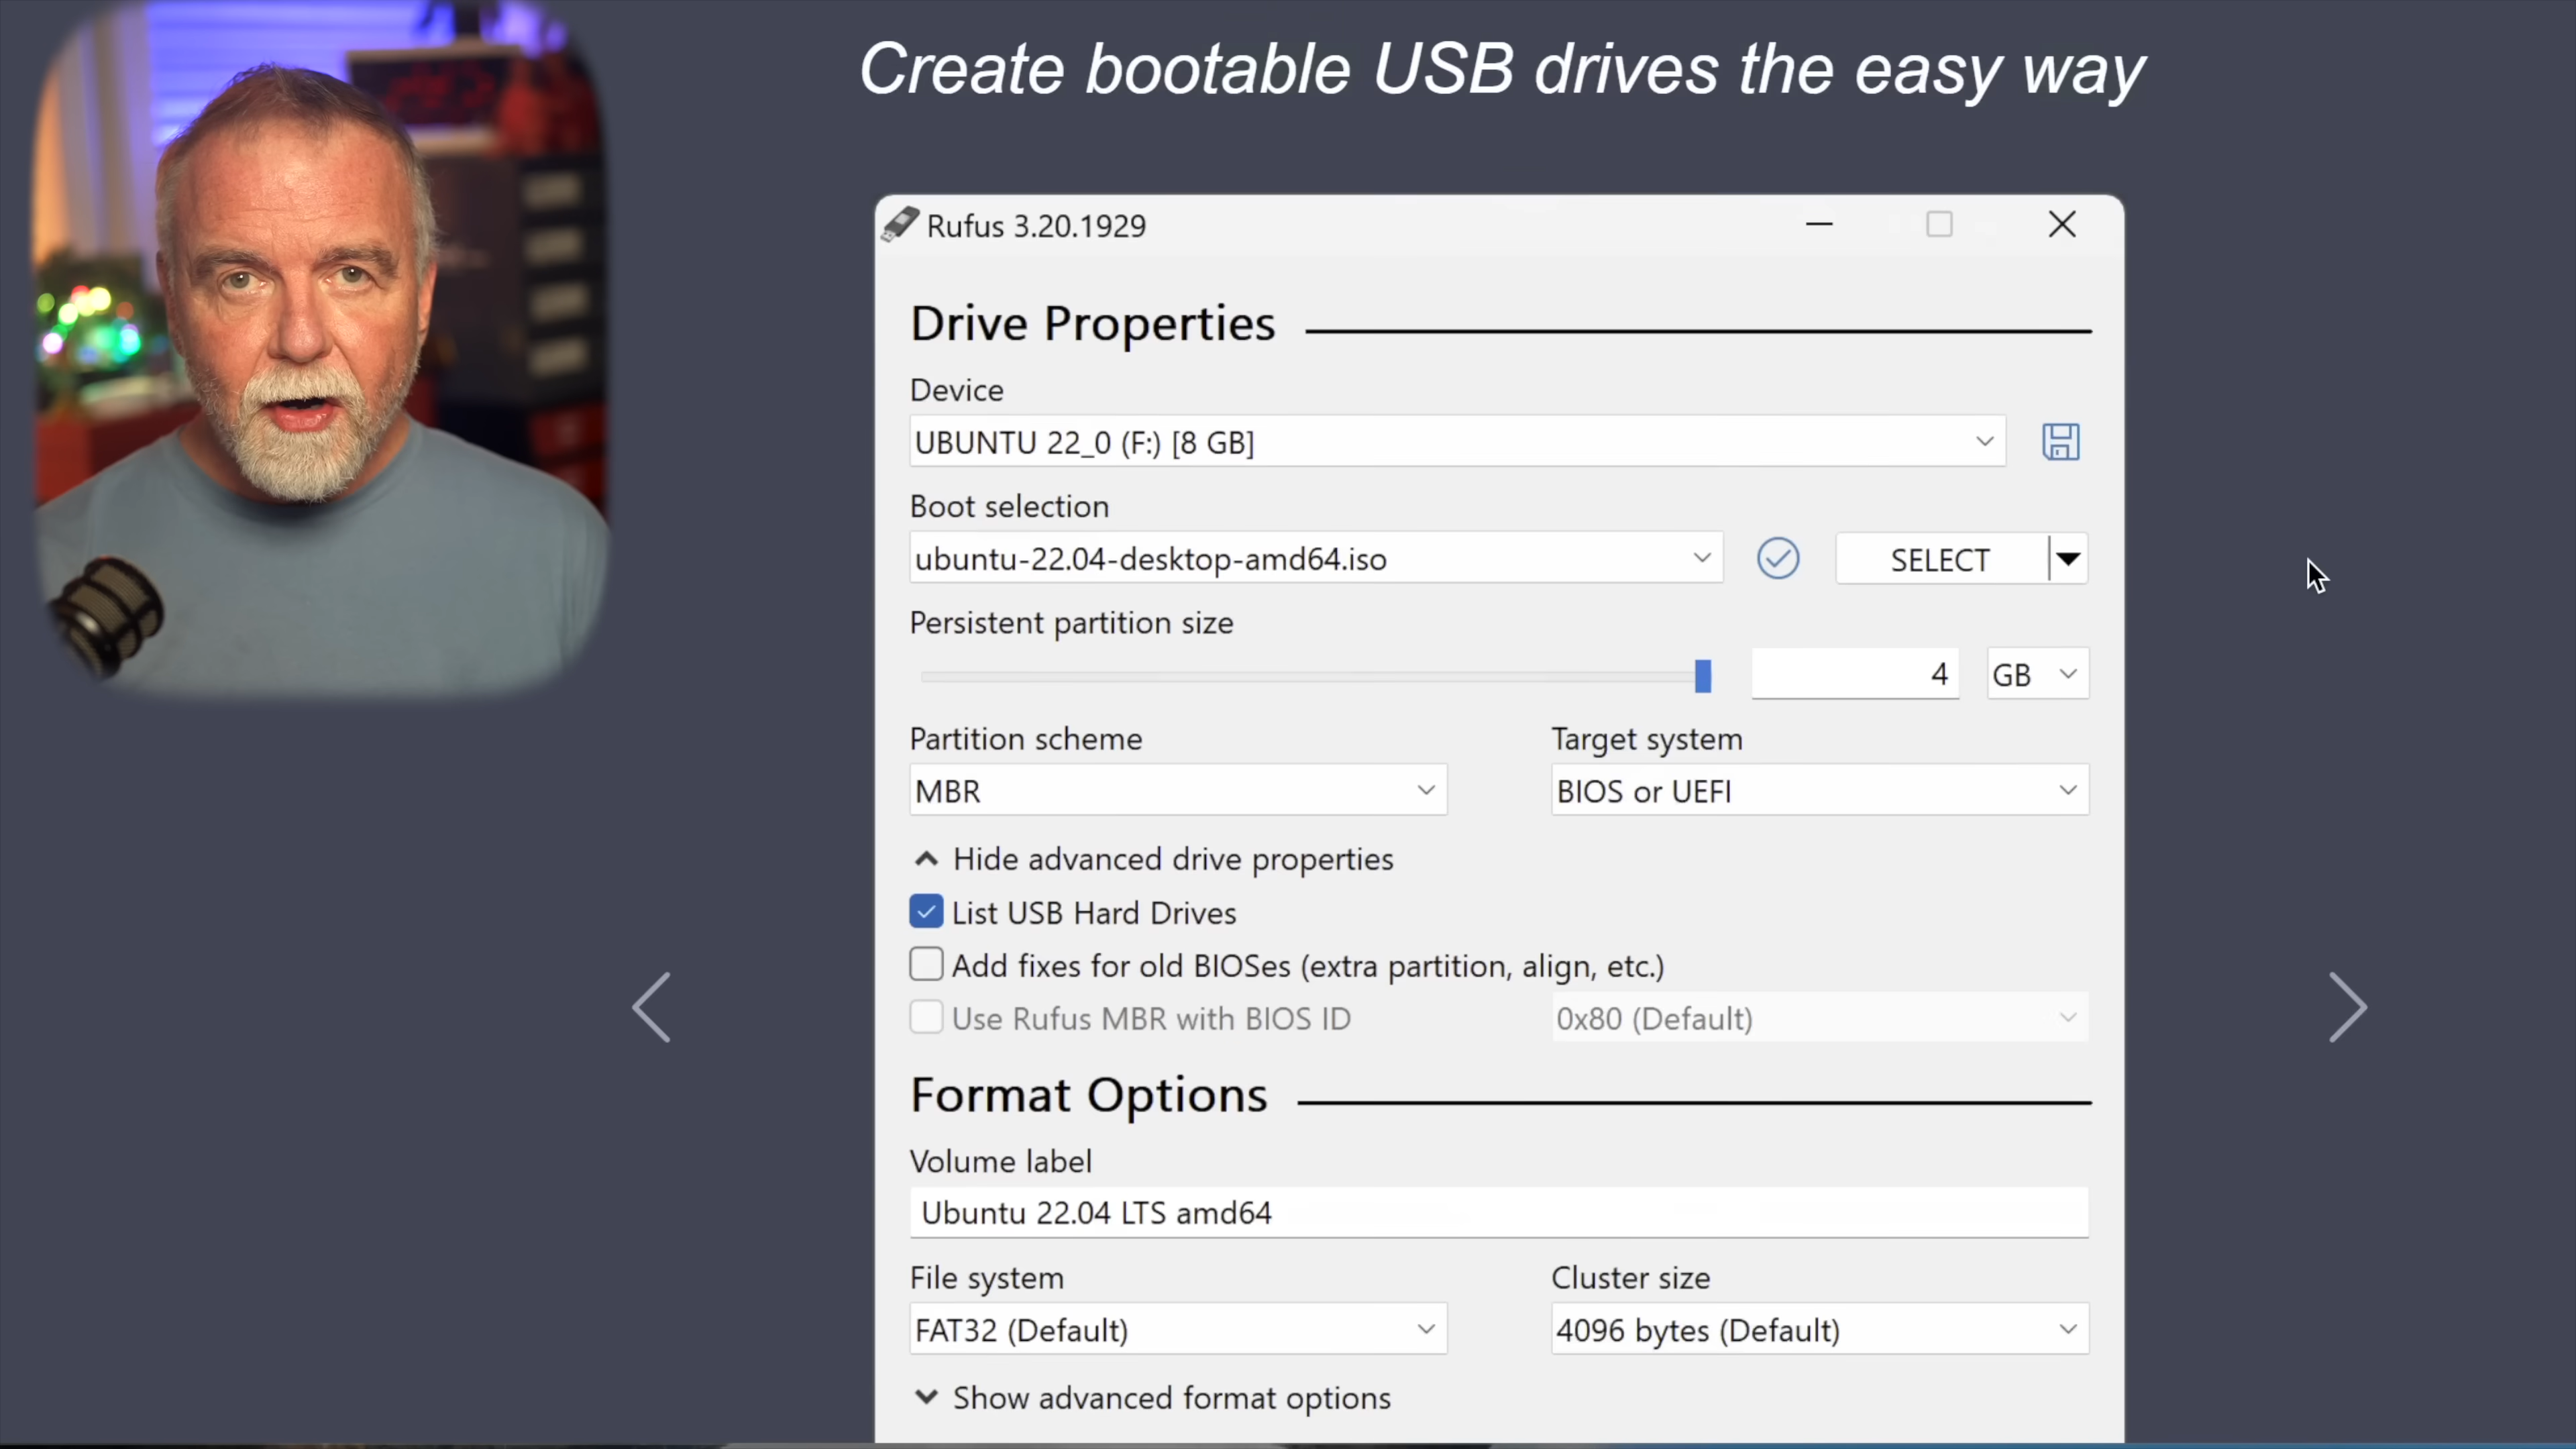 Create bootable USB drives the easy way
Rufus 3.20.1929
Drive Properties
Device
UBUNTU 22_0 (F:) [8 GB]
Boot selection
ubuntu-22.04-desktop-amd64.iso
SELECT
Persistent partition size
4
GB
Partition scheme
Target system
MBR
BIOS or UEFI
Hide advanced drive properties
List USB Hard Drives
Add fixes for old BIOSes (extra partition, align, etc.)
Use Rufus MBR with BIOS ID
0x80 (Default)
Format Options
Volume label
Ubuntu 22.04 LTS amd64
File system
Cluster size
FAT32 (Default)
4096 bytes (Default)
Show advanced format options